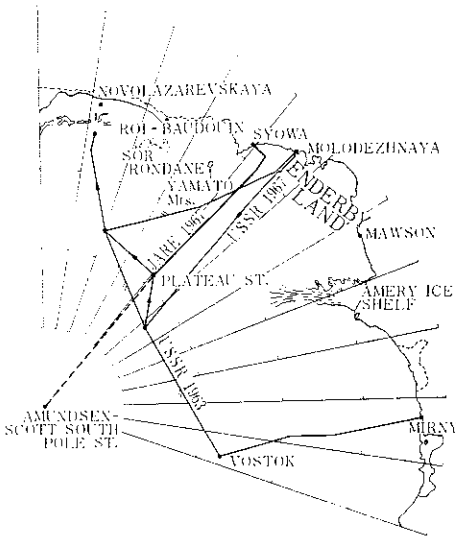 NOVOLAZAREVSKAYA
ROI-BAUDOUIN
SYOWA
SØR
RONDANE
MOLODEZHNAYA
YAMATO
Mts.
ENDERBY
LAND
JARE 1967
USSR 1967
MAWSON
PLATEAU ST.
AMERY ICE
SHELF
USSR 1963
AMUNDSEN-
SCOTT SOUTH
POLE ST.
MIRNY
VOSTOK